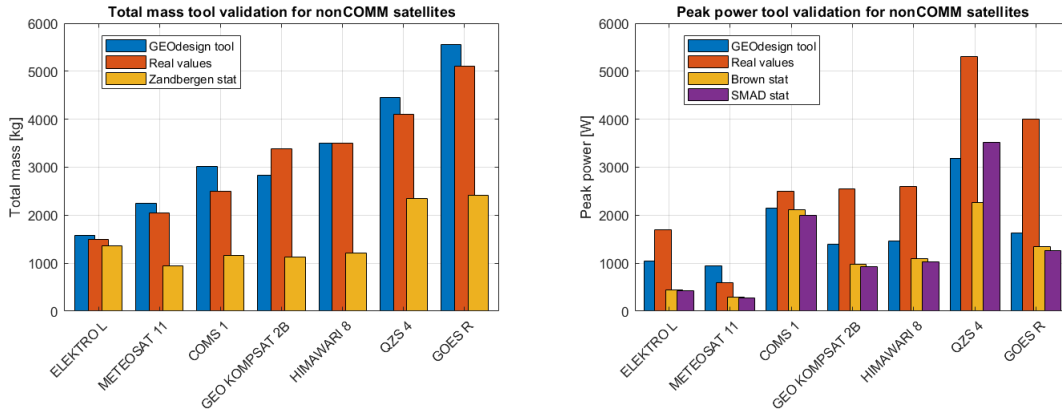 Total mass tool validation for nonCOMM satellites
GEOdesign tool
Real values
Zandbergen stat
Total mass [kg]
6000
5000
4000
3000
2000
1000
0
ELEKTRO L
METEOSAT 11
COMS 1
GEO KOMPSAT 2B
HIMAWARI 8
QZS 4
GOES R
Peak power tool validation for nonCOMM satellites
GEOdesign tool
Real values
Brown stat
SMAD stat
Peak power [W]
6000
5000
4000
3000
2000
1000
0
ELEKTRO L
METEOSAT 11
COMS 1
GEO KOMPSAT 2B
HIMAWARI 8
QZS 4
GOES R